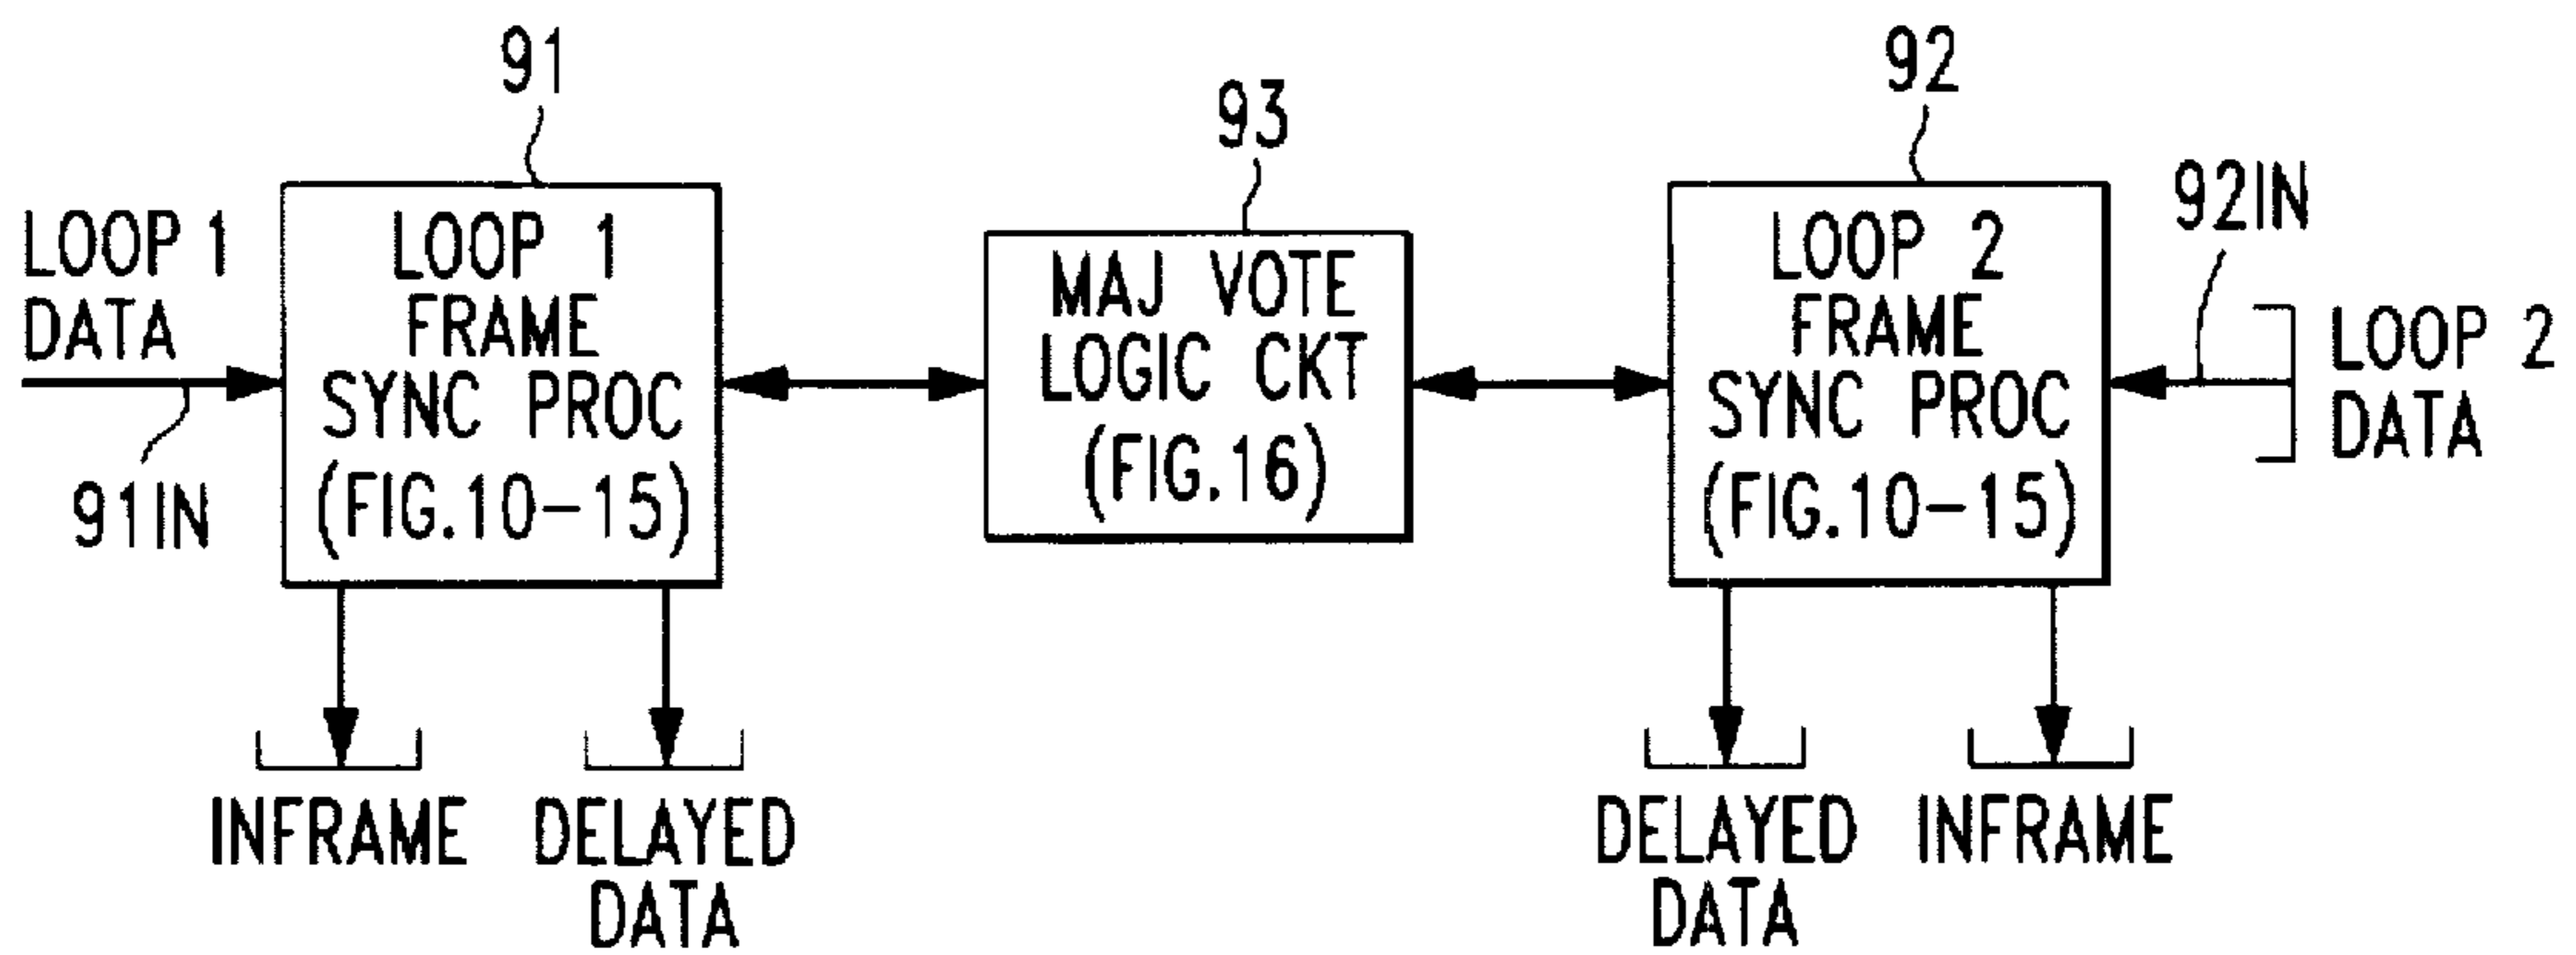 91
92
93
LOOP 1
DATA
91IN
LOOP 1
FRAME
SYNC PROC
(FIG.10-15)
MAJ VOTE
LOGIC CKT
(FIG.16)
LOOP 2
FRAME
SYNC PROC
(FIG.10-15)
92IN
LOOP 2
DATA
INFRAME
DELAYED
DATA
DELAYED
DATA
INFRAME